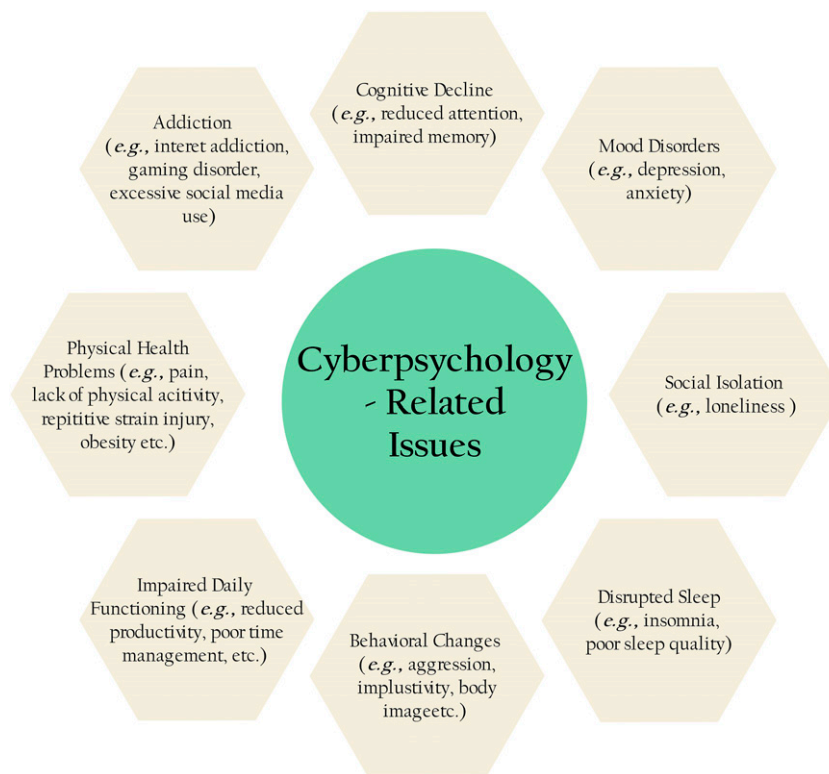 Cognitive Decline
(e.g., reduced attention,
impaired memory)
Addiction
(e.g., interet addiction,
gaming disorder,
excessive social media
use)
Mood Disorders
(e.g., depression,
anxiety)
Cyberpsychology
- Related
Issues
Physical Health
Problems (e.g., pain,
lack of physical acitivity,
repititive strain injury,
obesity etc.)
Social Isolation
(e.g., loneliness )
Impaired Daily
Functioning (e.g., reduced
productivity, poor time
management, etc.)
Behavioral Changes
(e.g., aggression,
implustivity, body
imageetc.)
Disrupted Sleep
(e.g., insomnia,
poor sleep quality)